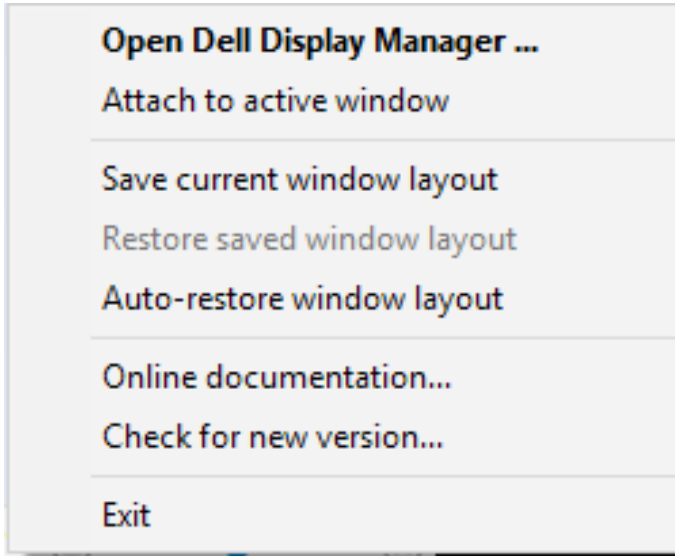 Open Dell Display Manager ...
Attach to active window
Save current window layout
Restore saved window layout
Auto-restore window layout
Online documentation...
Check for new version...
Exit